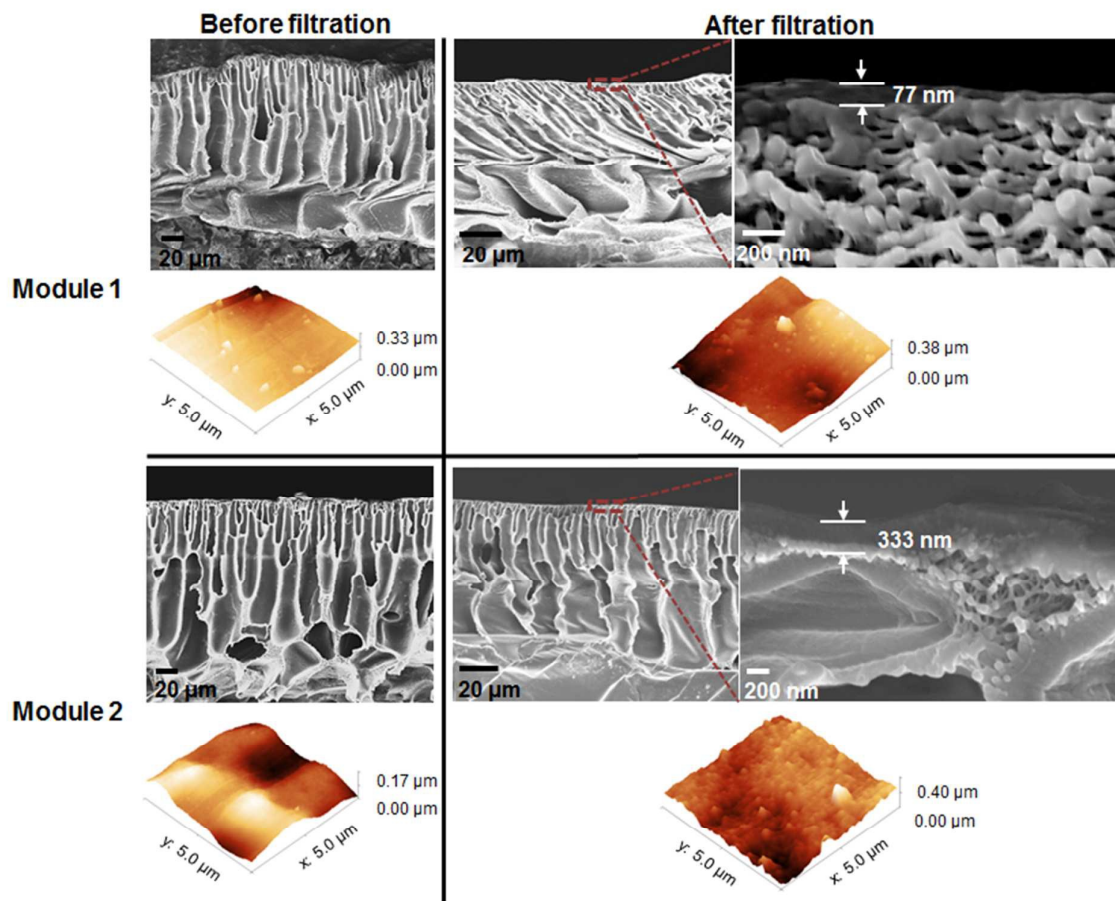 Before filtration
After filtration
77 nm
20 µm
20 µm
200 nm
Module 1
0.33 µm
0.00 µm
y: 5.0 µm
x: 5.0 µm
0.38 µm
0.00 µm
y: 5.0 µm
x: 5.0 µm
333 nm
20 µm
20 µm
200 nm
Module 2
0.17 µm
0.00 µm
y: 5.0 µm
x: 5.0 µm
0.40 µm
0.00 µm
y: 5.0 µm
x: 5.0 µm